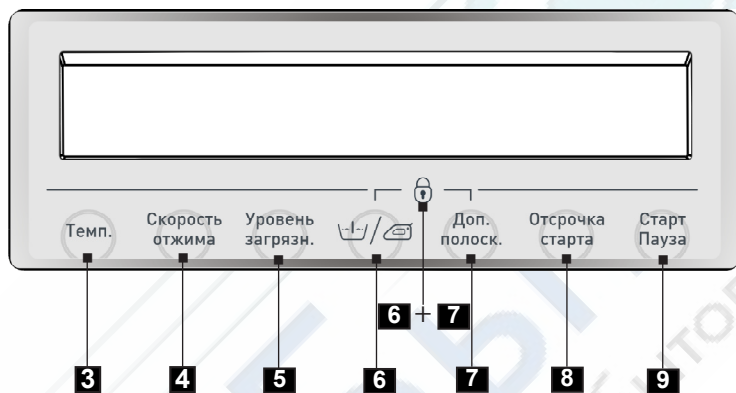 Темп.
Скорость
отжима
Уровень
загрязн.
Доп.
полоск.
Отсрочка
старта
Старт
Пауза
6 + 7
3 4 5 6 7 8 9